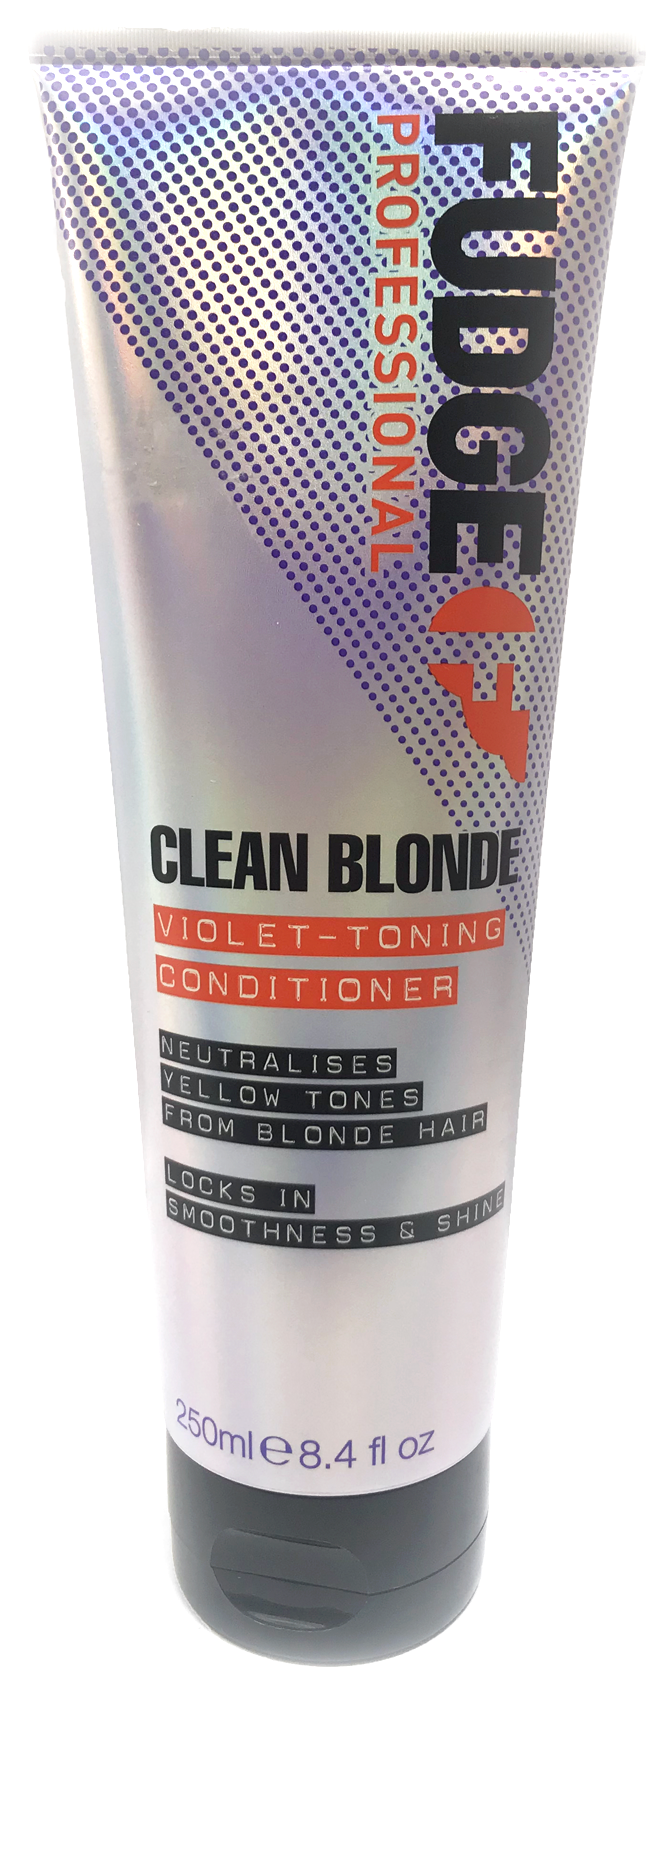 FUDGE
PROFESSIONAL
F
CLEAN BLONDE
VIOLET-TONING
CONDITIONER
NEUTRALISES
YELLOW TONES
FROM BLONDE HAIR
LOCKS IN
SMOOTHNESS & SHINE
250ml℮8.4 fl oz